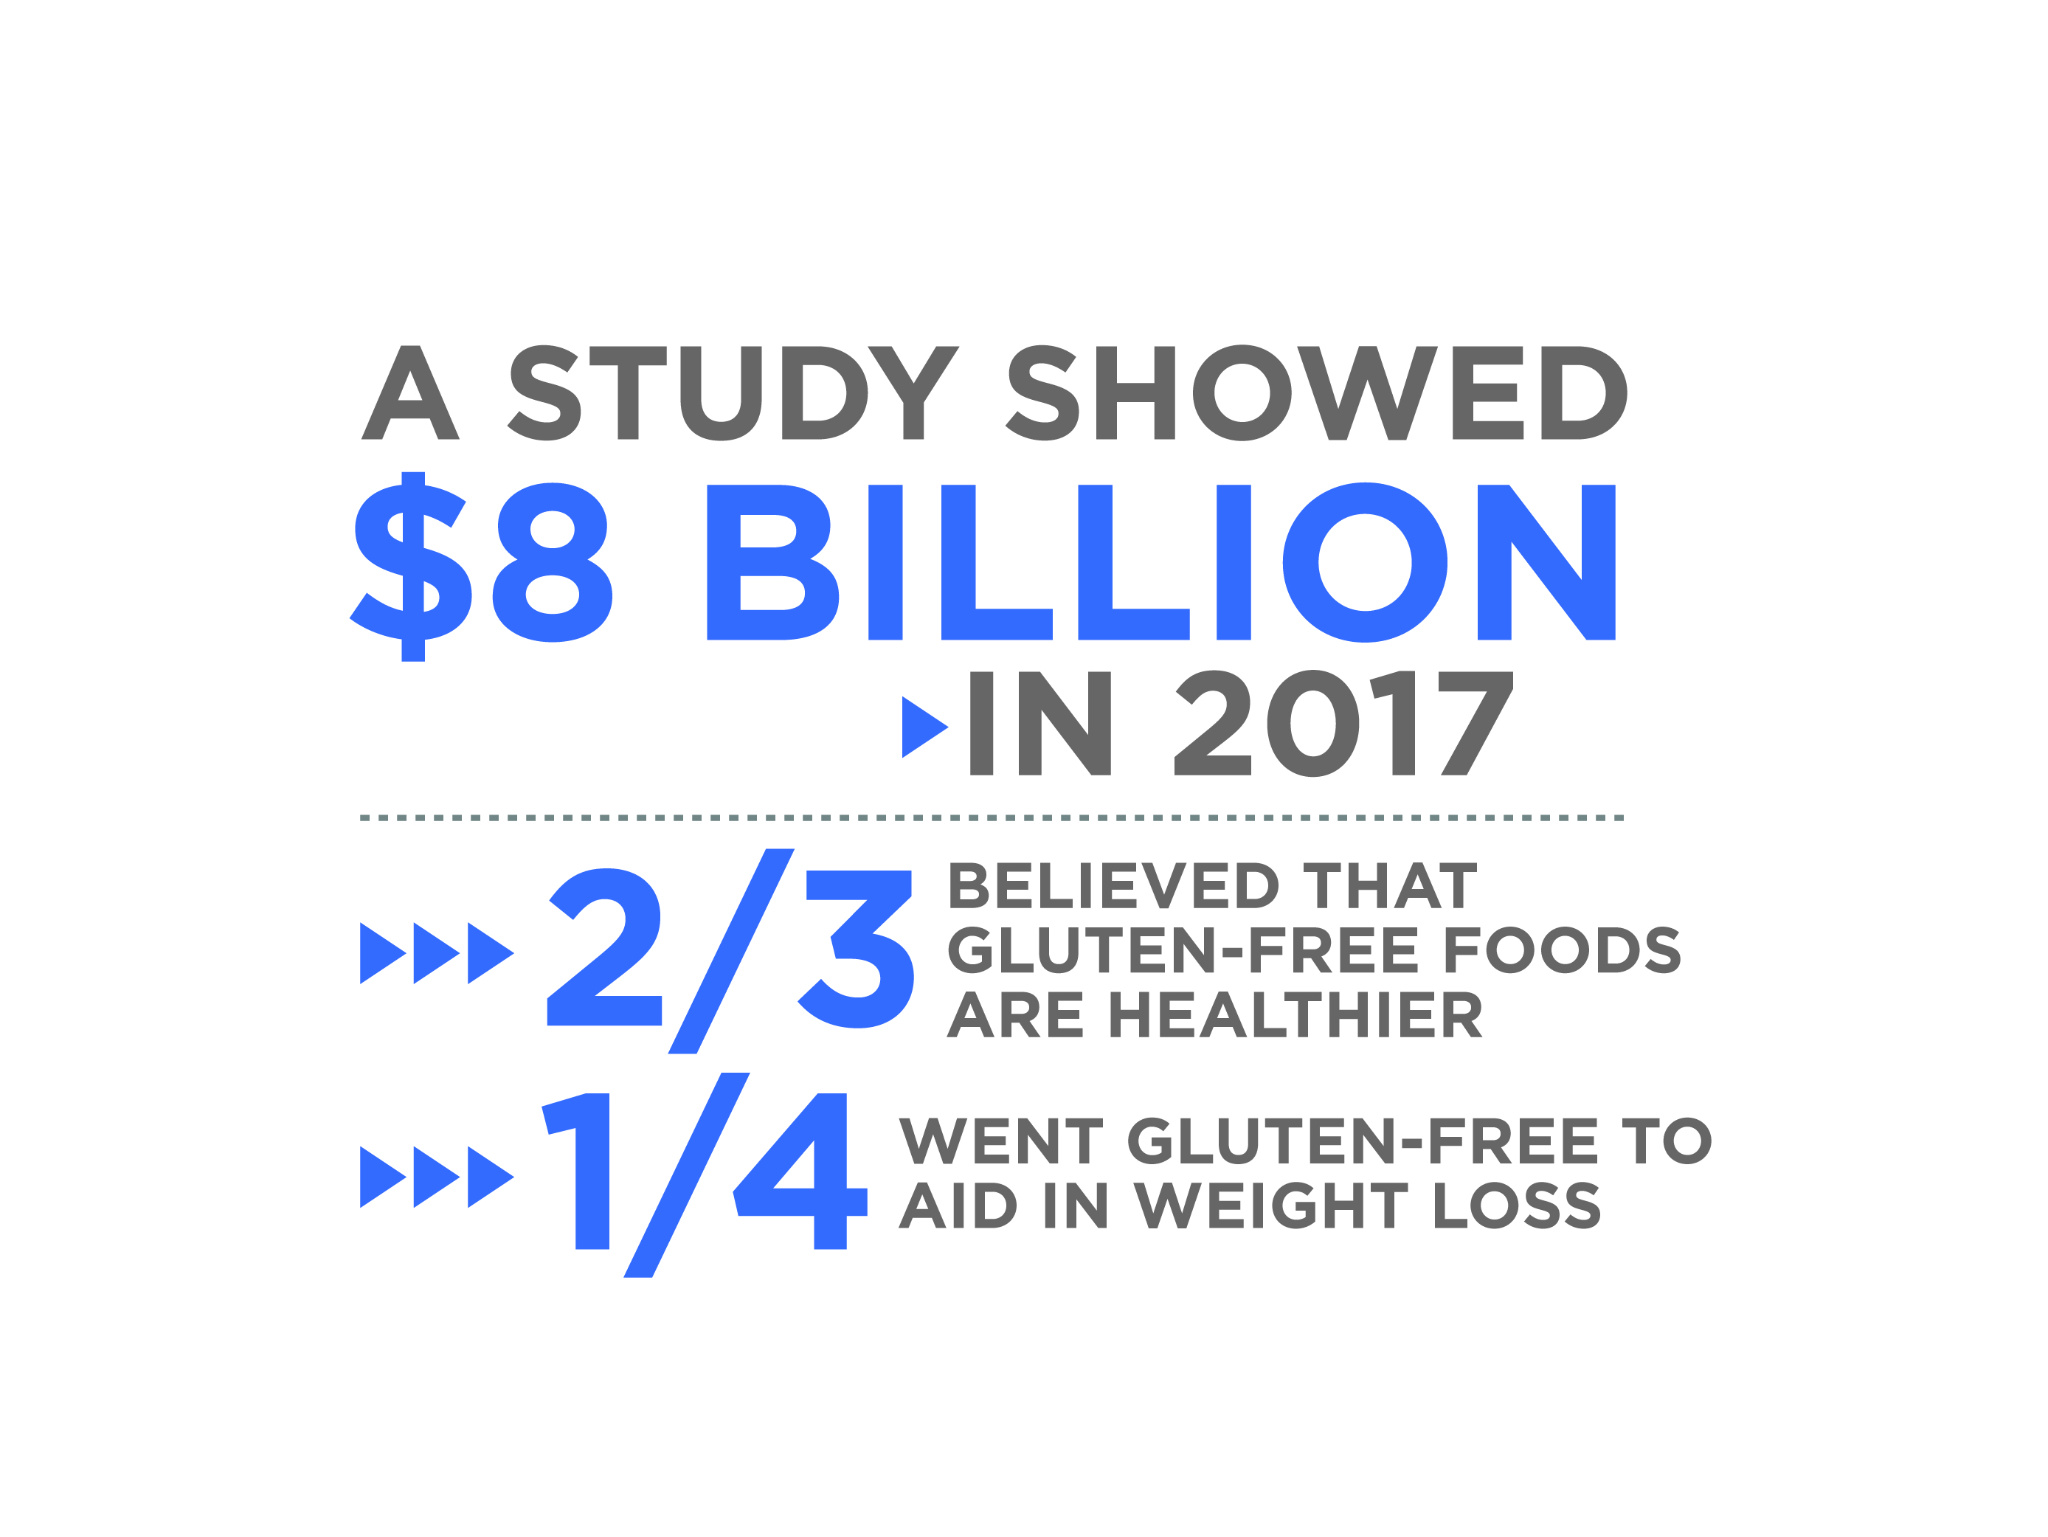 A STUDY SHOWED
$8 BILLION
IN 2017
2/3 BELIEVED THAT
GLUTEN-FREE FOODS
ARE HEALTHIER
1/4 WENT GLUTEN-FREE TO
AID IN WEIGHT LOSS